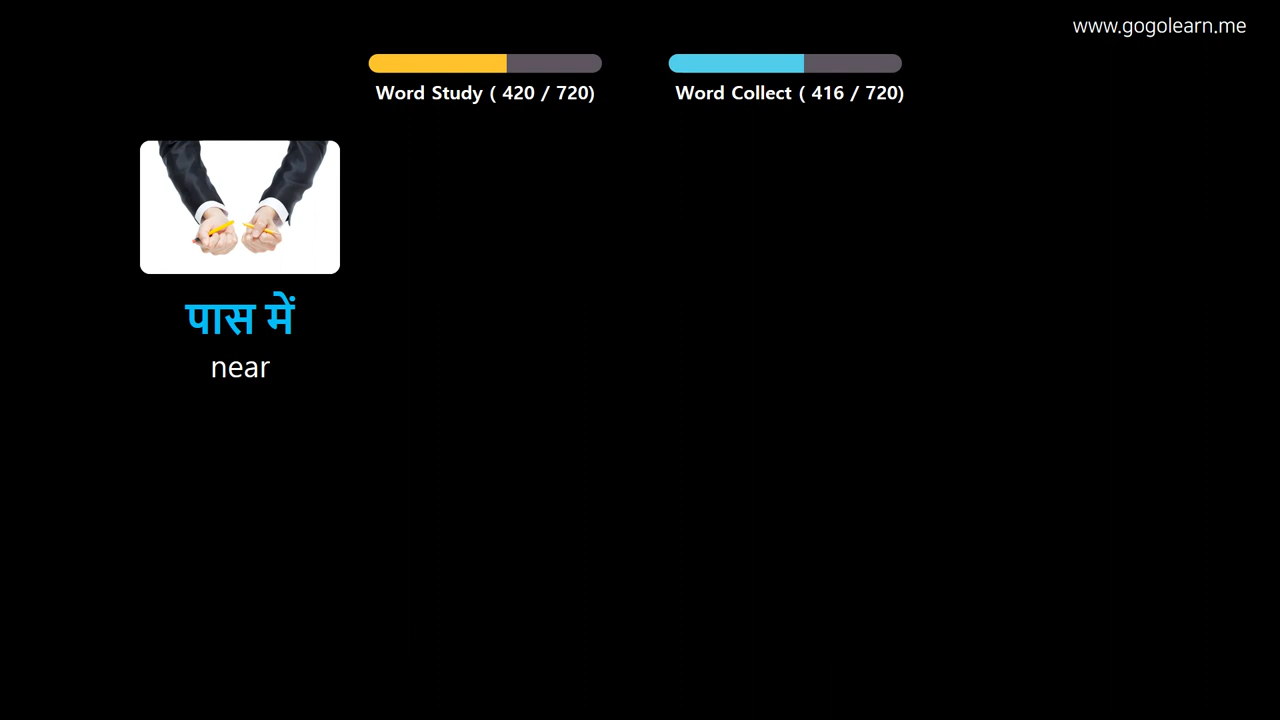 www.gogolearn.me
Word Study ( 420 / 720)
Word Collect ( 416 / 720)
पास में
near